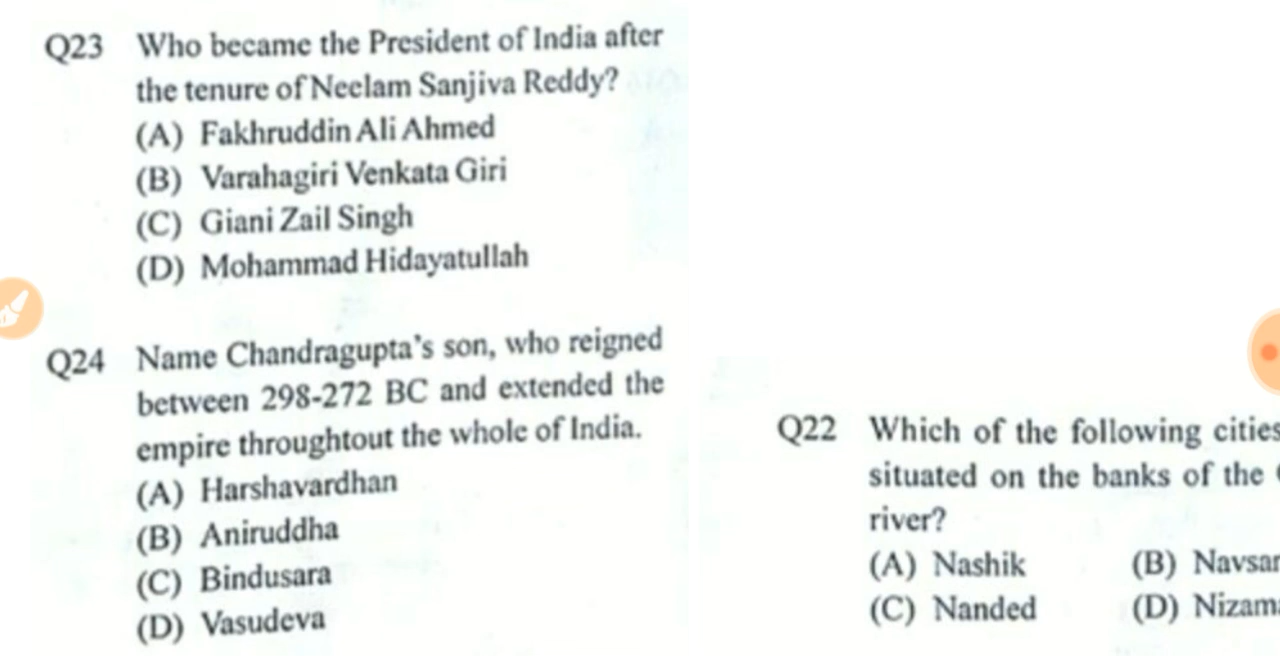 Q23 Who became the President of India after
the tenure of Neelam Sanjiva Reddy?
(A) Fakhruddin Ali Ahmed
(B) Varahagiri Venkata Giri
(C) Giani Zail Singh
(D) Mohammad Hidayatullah
Q24 Name Chandragupta's son, who reigned
between 298-272 BC and extended the
empire throughtout the whole of India.
(A) Harshavardhan
(B) Aniruddha
(C) Bindusara
(D) Vasudeva
Q22 Which of the following cities
situated on the banks of the
river?
(A) Nashik (B)
(C) Nanded (D)